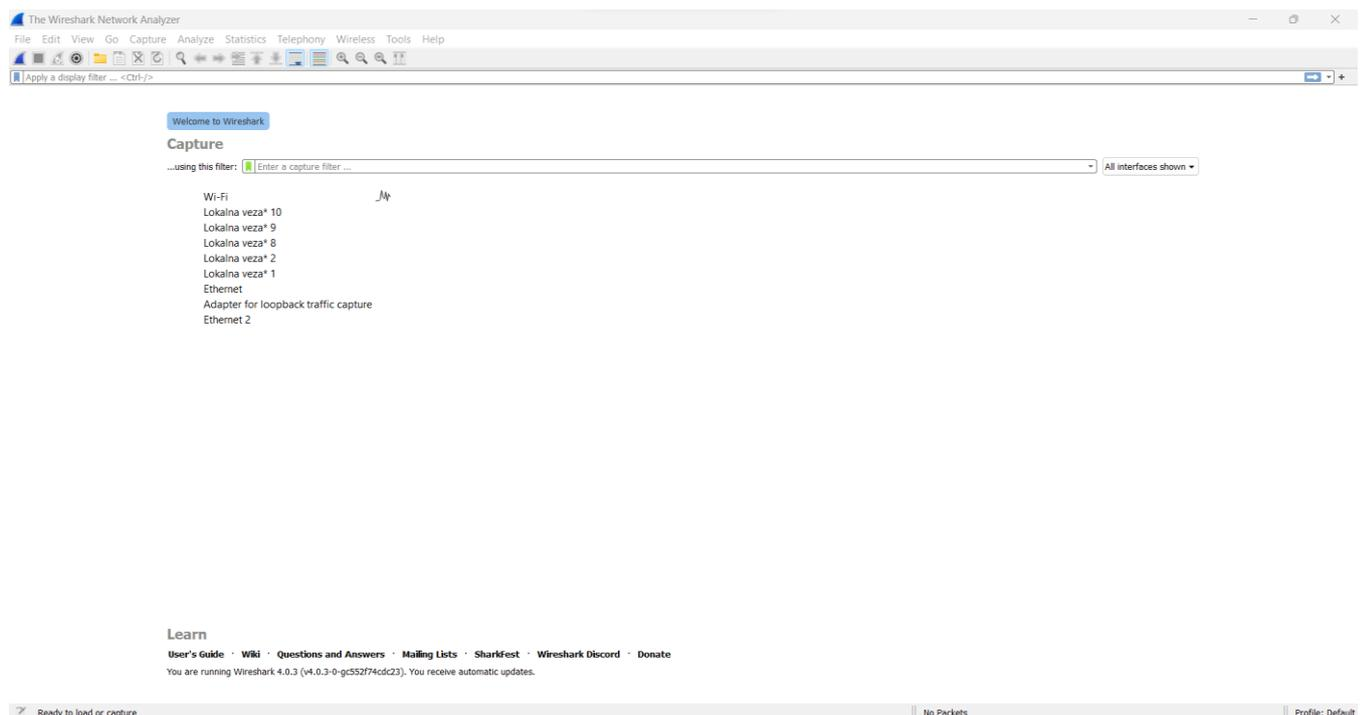 The Wireshark Network Analyzer
File Edit View Go Capture Analyze Statistics Telephony Wireless Tools Help
Apply a display filter ... <Ctrl-/>
+
Welcome to Wireshark
Capture
...using this filter: Enter a capture filter ... All interfaces shown
Wi-Fi
Lokalna veza* 10
Lokalna veza* 9
Lokalna veza* 8
Lokalna veza* 2
Lokalna veza* 1
Ethernet
Adapter for loopback traffic capture
Ethernet 2
Learn
User's Guide · Wiki · Questions and Answers · Mailing Lists · SharkFest · Wireshark Discord · Donate
You are running Wireshark 4.0.3 (v4.0.3-0-gc552f74cdc23). You receive automatic updates.
Ready to load or capture No Packets Profile: Default